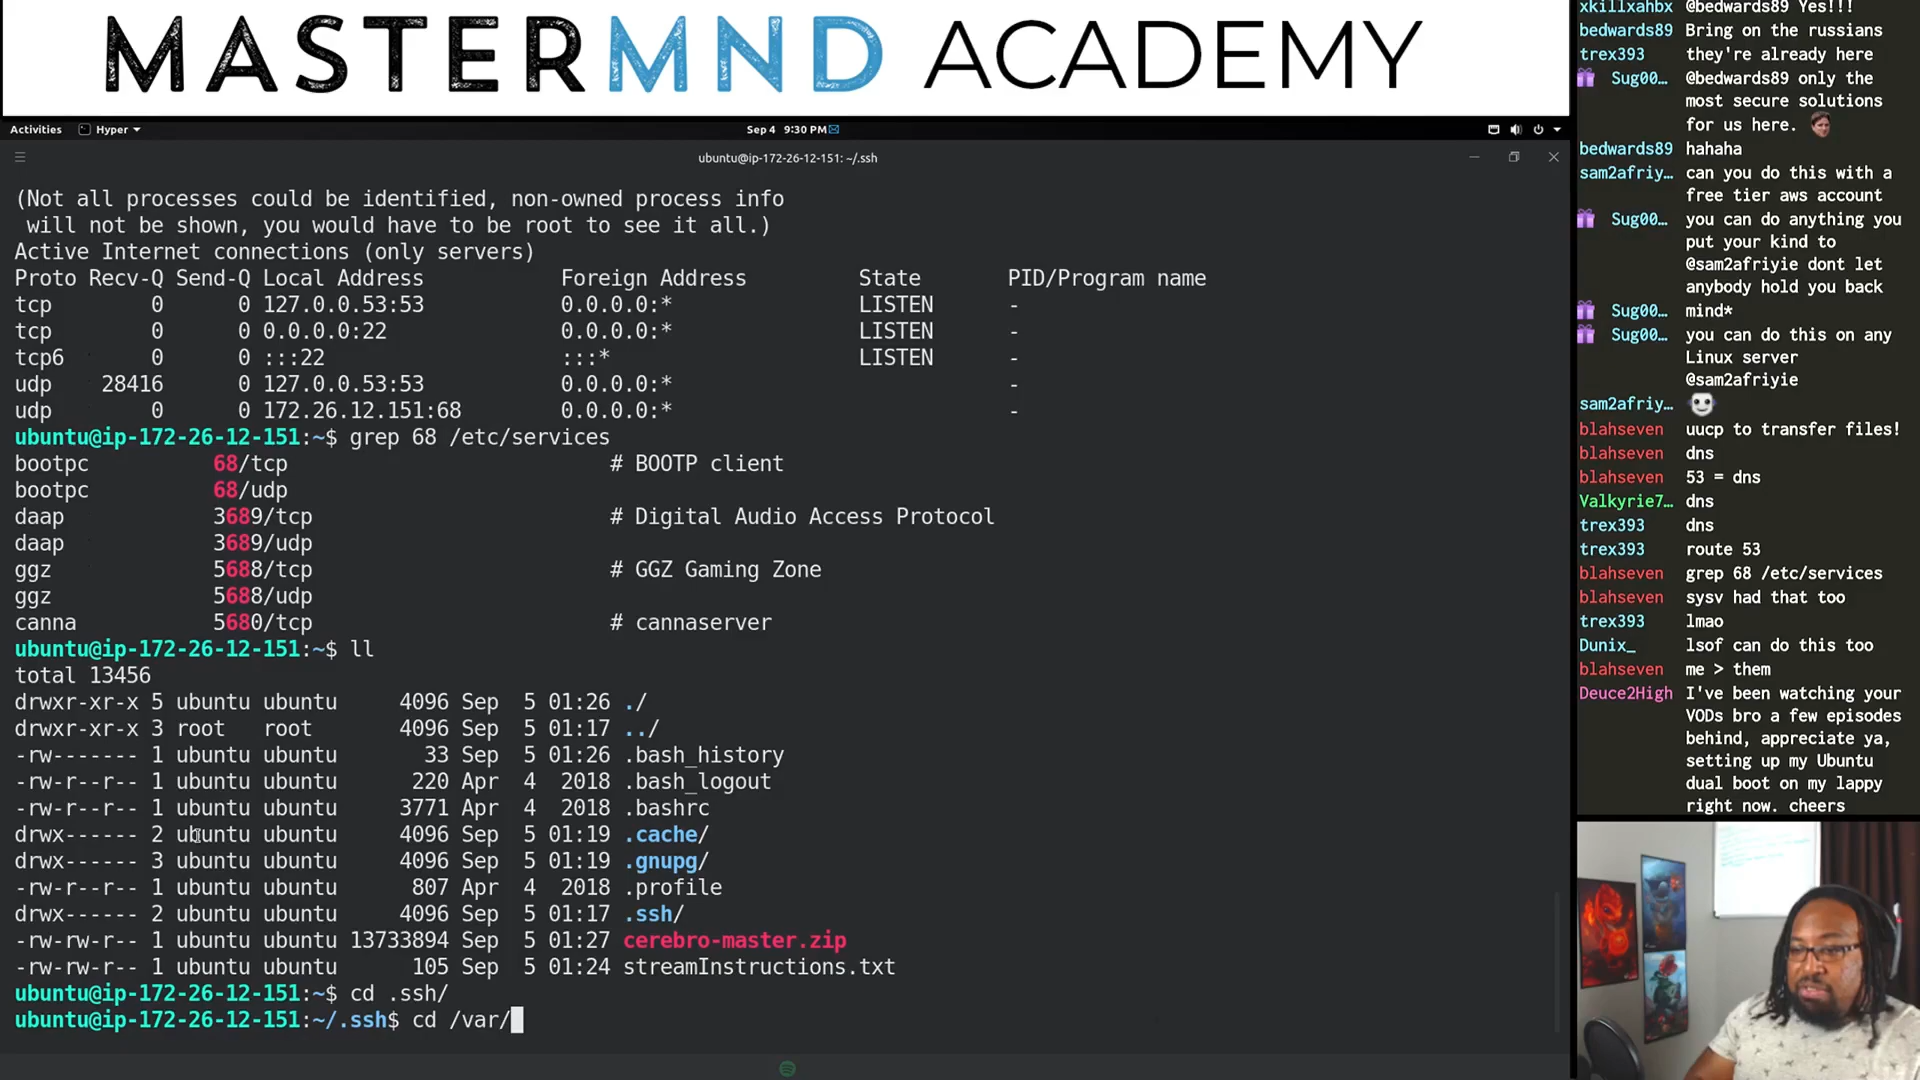 MASTERMND ACADEMY
Activities Hyper Sep 4 9:30 PM
ubuntu@ip-172-26-12-151: ~/.ssh
(Not all processes could be identified, non-owned process info
will not be shown, you would have to be root to see it all.)
Active Internet connections (only servers)
Proto Recv-Q Send-Q Local Address Foreign Address State PID/Program name
tcp 0 0 127.0.0.53:53 0.0.0.0:* LISTEN -
tcp 0 0 0.0.0.0:22 0.0.0.0:* LISTEN -
tcp6 0 0 :::22 :::* LISTEN -
udp 28416 0 127.0.0.53:53 0.0.0.0:* -
udp 0 0 172.26.12.151:68 0.0.0.0:* -
ubuntu@ip-172-26-12-151:~$ grep 68 /etc/services
bootpc 68/tcp # BOOTP client
bootpc 68/udp
daap 3689/tcp # Digital Audio Access Protocol
daap 3689/udp
ggz 5688/tcp # GGZ Gaming Zone
ggz 5688/udp
canna 5680/tcp # cannaserver
ubuntu@ip-172-26-12-151:~$ ll
total 13456
drwxr-xr-x 5 ubuntu ubuntu 4096 Sep 5 01:26 ./
drwxr-xr-x 3 root root 4096 Sep 5 01:17 ../
-rw------- 1 ubuntu ubuntu 33 Sep 5 01:26 .bash_history
-rw-r--r-- 1 ubuntu ubuntu 220 Apr 4 2018 .bash_logout
-rw-r--r-- 1 ubuntu ubuntu 3771 Apr 4 2018 .bashrc
drwx------ 2 ubuntu ubuntu 4096 Sep 5 01:19 .cache/
drwx------ 3 ubuntu ubuntu 4096 Sep 5 01:19 .gnupg/
-rw-r--r-- 1 ubuntu ubuntu 807 Apr 4 2018 .profile
drwx------ 2 ubuntu ubuntu 4096 Sep 5 01:17 .ssh/
-rw-rw-r-- 1 ubuntu ubuntu 13733894 Sep 5 01:27 cerebro-master.zip
-rw-rw-r-- 1 ubuntu ubuntu 105 Sep 5 01:24 streamInstructions.txt
ubuntu@ip-172-26-12-151:~$ cd .ssh/
ubuntu@ip-172-26-12-151:~/.ssh$ cd /var/
xkillxahbx @bedwards89 Yes!!!
bedwards89 Bring on the russians
trex393 they're already here
Sug00… @bedwards89 only the
most secure solutions
for us here.
bedwards89 hahaha
sam2afriy… can you do this with a
free tier aws account
Sug00… you can do anything you
put your kind to
@sam2afriyie dont let
anybody hold you back
Sug00… mind*
Sug00… you can do this on any
Linux server
@sam2afriyie
sam2afriy…
blahseven uucp to transfer files!
blahseven dns
blahseven 53 = dns
Valkyrie7… dns
trex393 dns
trex393 route 53
blahseven grep 68 /etc/services
blahseven sysv had that too
trex393 lmao
Dunix_ lsof can do this too
blahseven me > them
Deuce2High I've been watching your
VODs bro a few episodes
behind, appreciate ya,
setting up my Ubuntu
dual boot on my lappy
right now. cheers